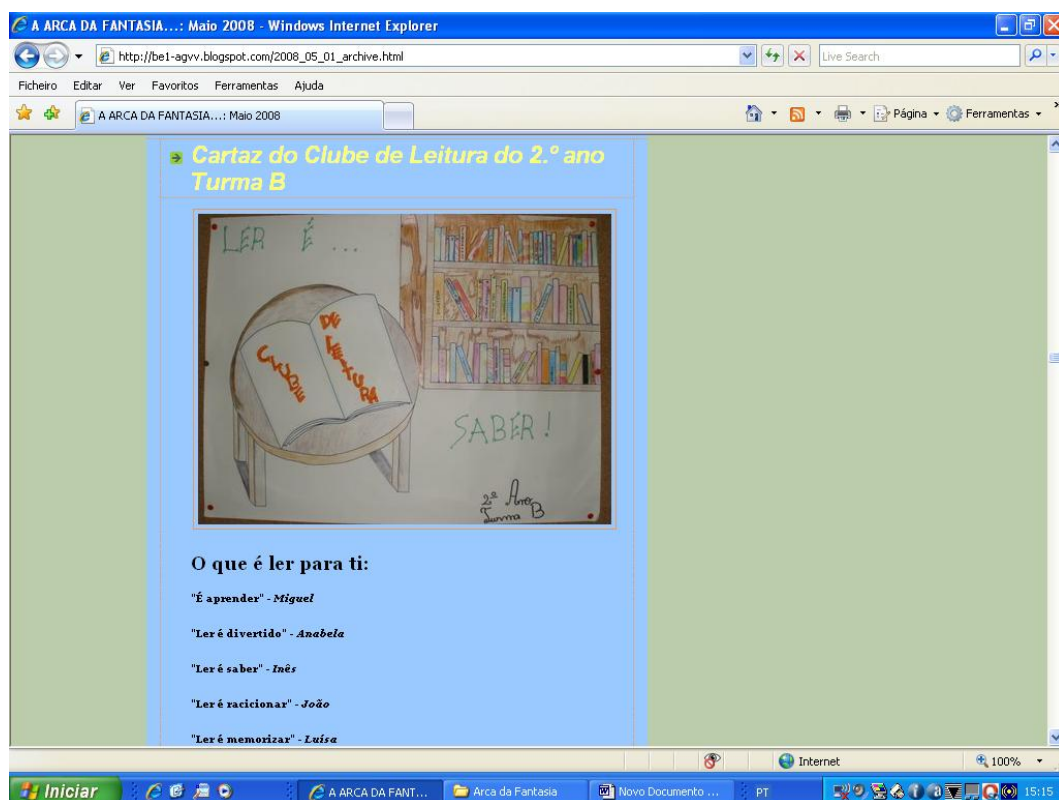 A ARCA DA FANTASIA...: Maio 2008 - Windows Internet Explorer
http://be1-agvv.blogspot.com/2008_05_01_archive.html
Live Search
Ficheiro Editar Ver Favoritos Ferramentas Ajuda
A ARCA DA FANTASIA...: Maio 2008
Página Ferramentas
Cartaz do Clube de Leitura do 2.º ano
Turma B
LER É ...
CLUBE
DE
LEITURA
SABER!
2º Ano
Turma B
O que é ler para ti:
"É aprender" - Miguel
"Ler é divertido" - Anabela
"Ler é saber" - Inês
"Ler é racicionar" - João
"Ler é memorizar" - Luísa
Internet 100%
Iniciar A ARCA DA FANT... Arca da Fantasia Novo Documento ... PT 15:15